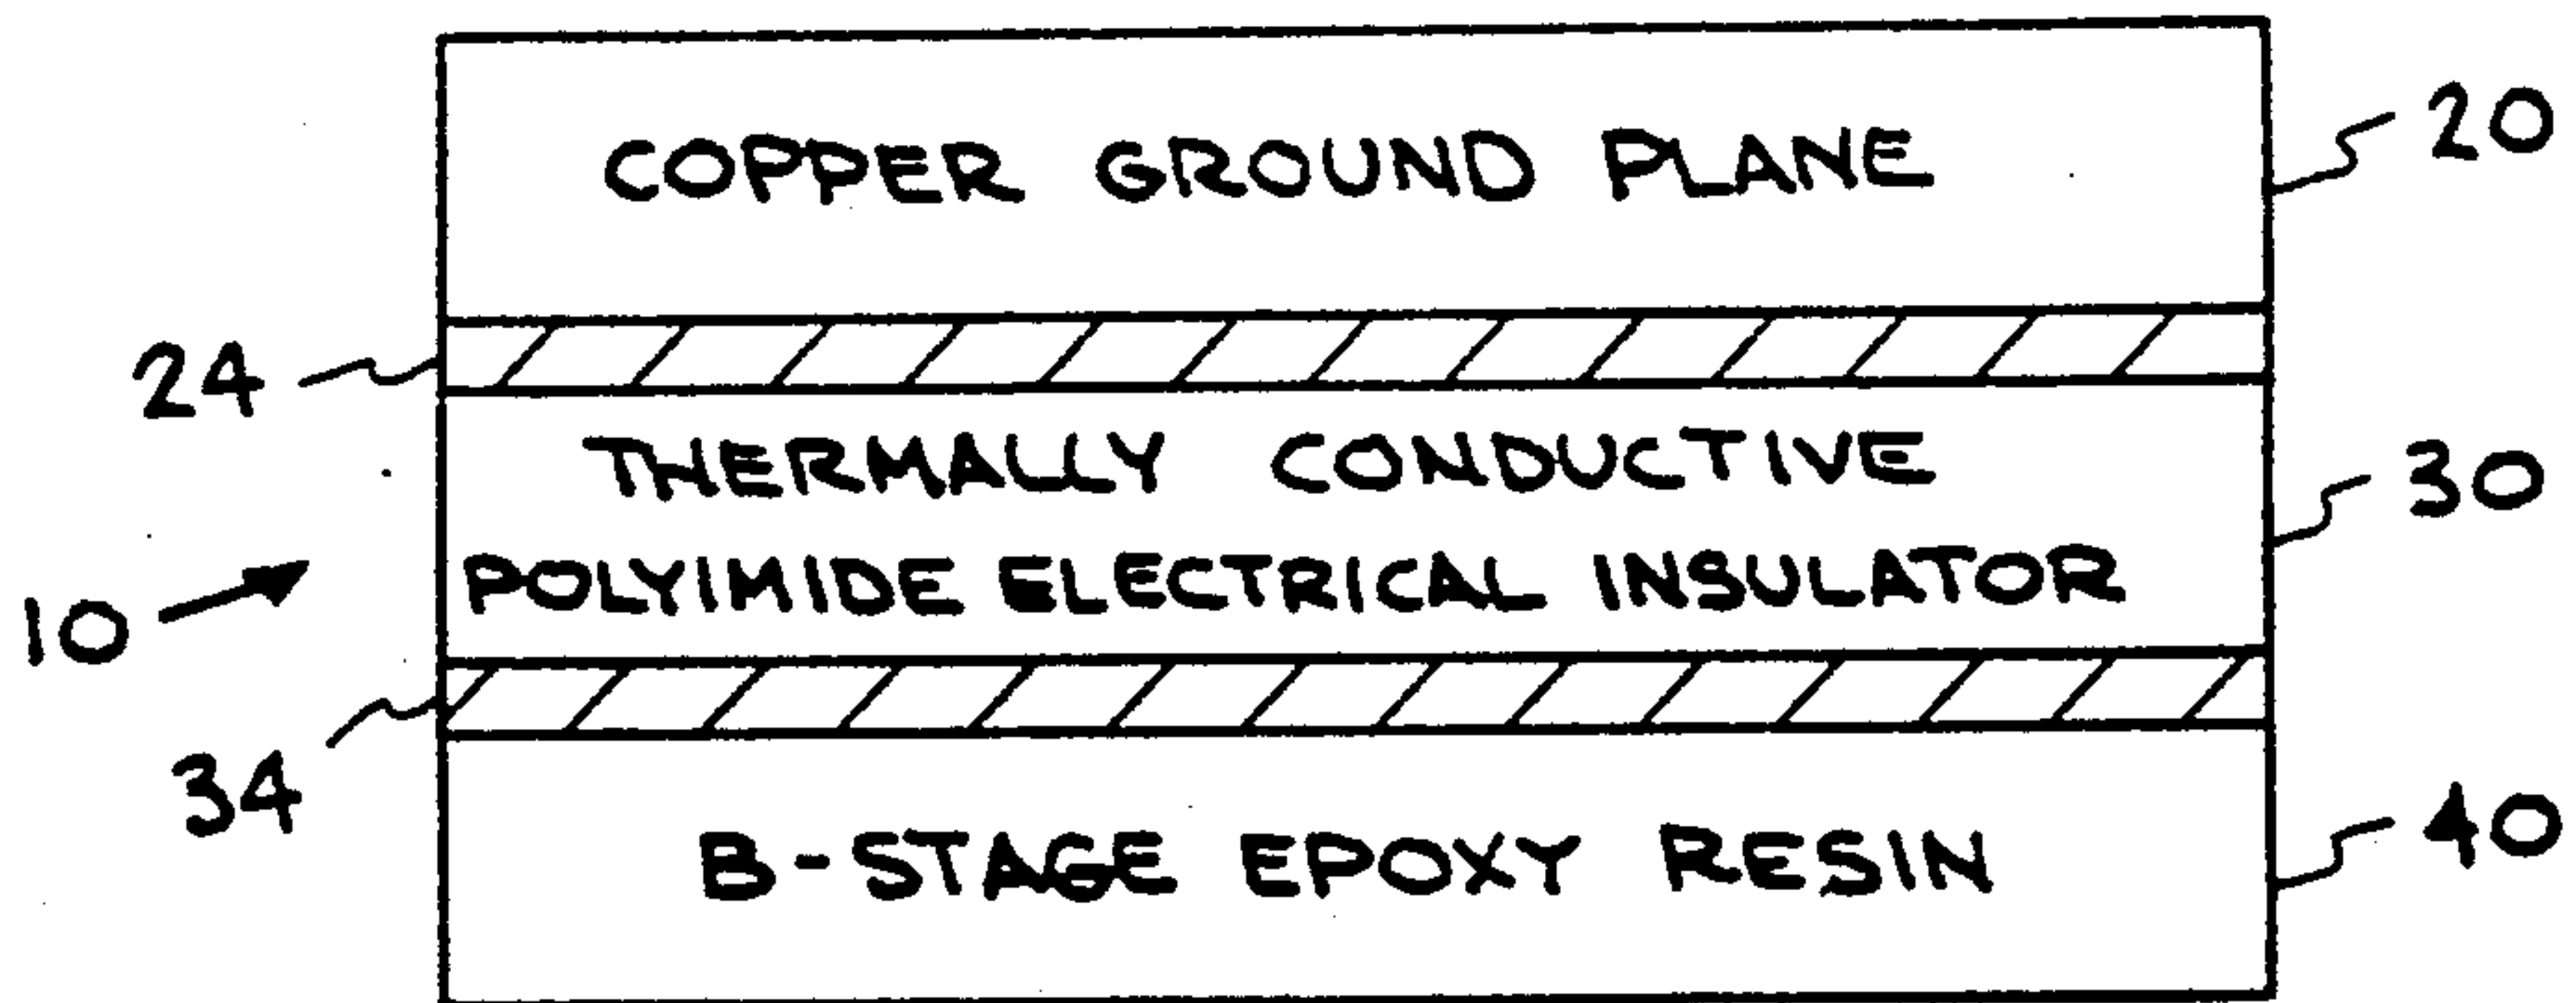 COPPER GROUND PLANE
20
24
THERMALLY CONDUCTIVE
30
POLYIMIDE ELECTRICAL INSULATOR
10
34
B-STAGE EPOXY RESIN
40